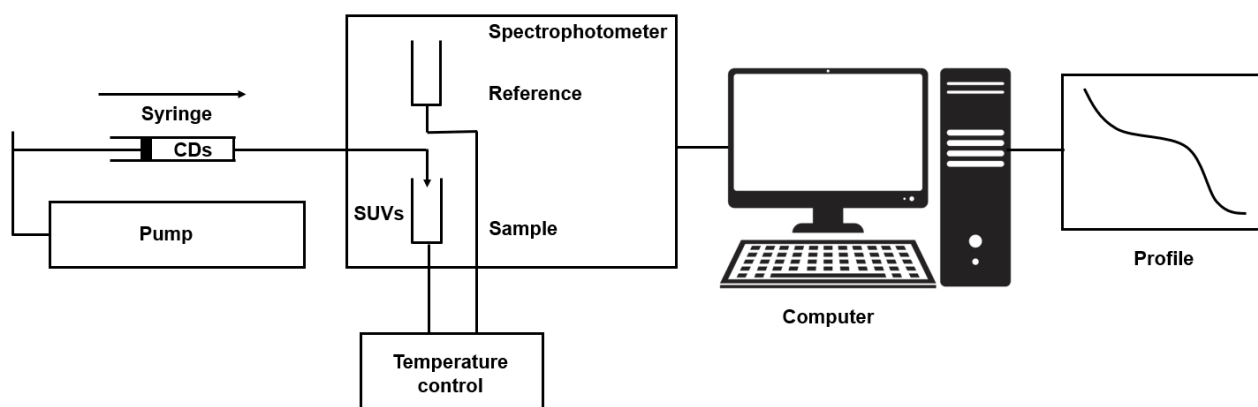 Spectrophotometer
Reference
Syringe
CDs
SUVs
Sample
Pump
Temperature
control
Computer
Profile